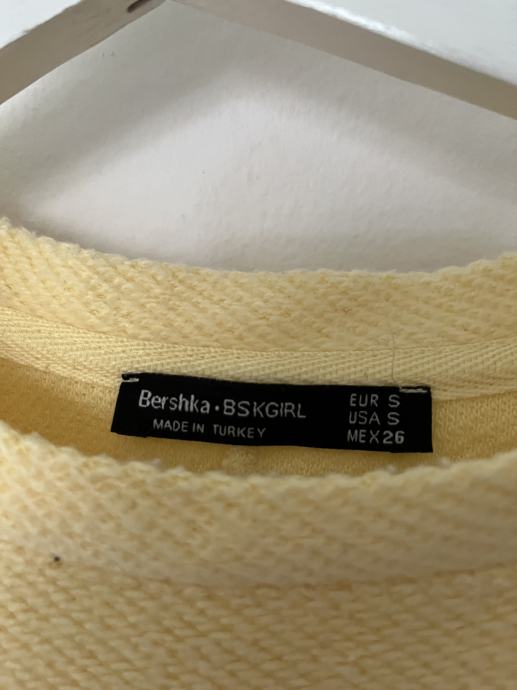 Bershka • BSKGIRL
MADE IN TURKEY
EUR S
USA S
MEX 26